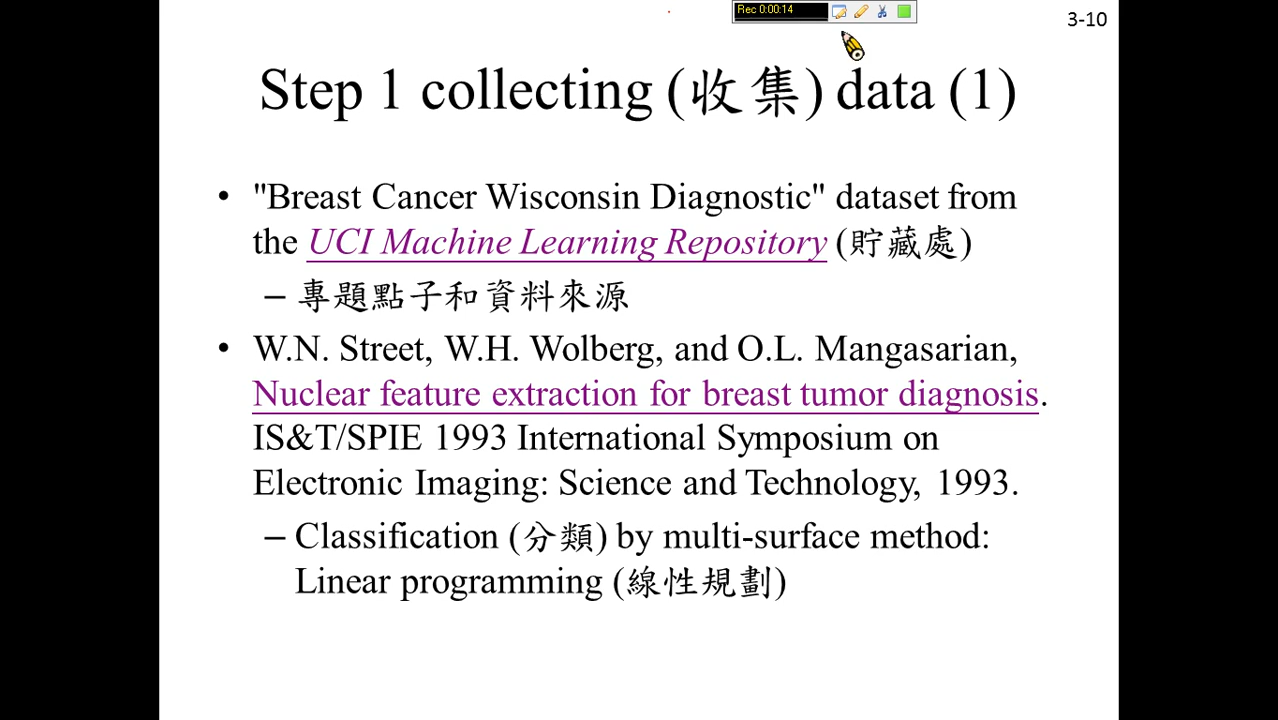 Rec 0:00:14
3-10
Step 1 collecting (收集) data (1)
• "Breast Cancer Wisconsin Diagnostic" dataset from
the UCI Machine Learning Repository (貯藏處)
– 專題點子和資料來源
• W.N. Street, W.H. Wolberg, and O.L. Mangasarian,
Nuclear feature extraction for breast tumor diagnosis.
IS&T/SPIE 1993 International Symposium on
Electronic Imaging: Science and Technology, 1993.
– Classification (分類) by multi-surface method:
Linear programming (線性規劃)